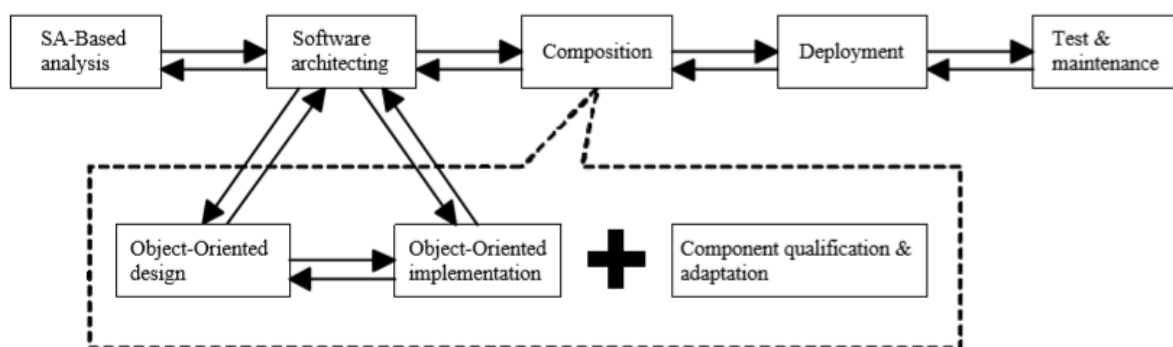 SA-Based
analysis
Software
architecting
Composition
Deployment
Test &
maintenance
Object-Oriented
design
Object-Oriented
implementation
Component qualification &
adaptation